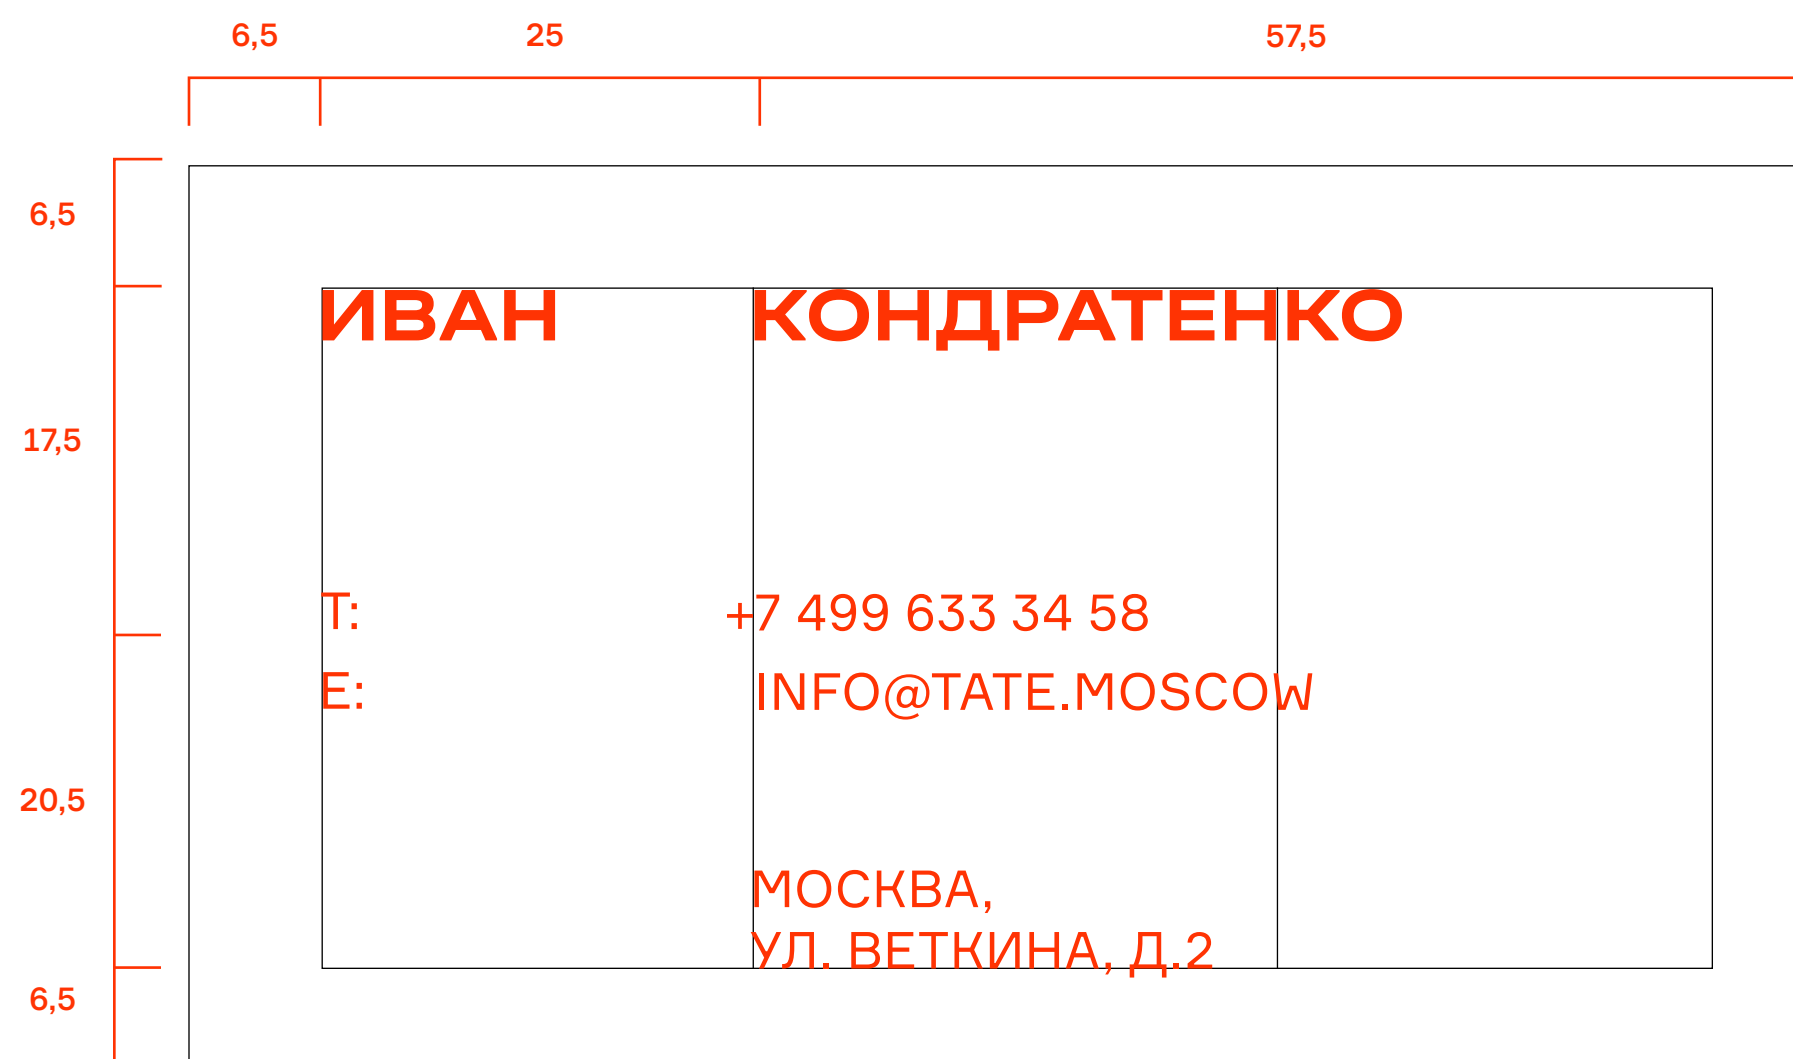 6,5 25 57,5
6,5
ИВАН КОНДРАТЕНКО
17,5
T: +7 499 633 34 58
E: INFO@TATE.MOSCOW
20,5
МОСКВА,
УЛ. ВЕТКИНА, Д.2
6,5